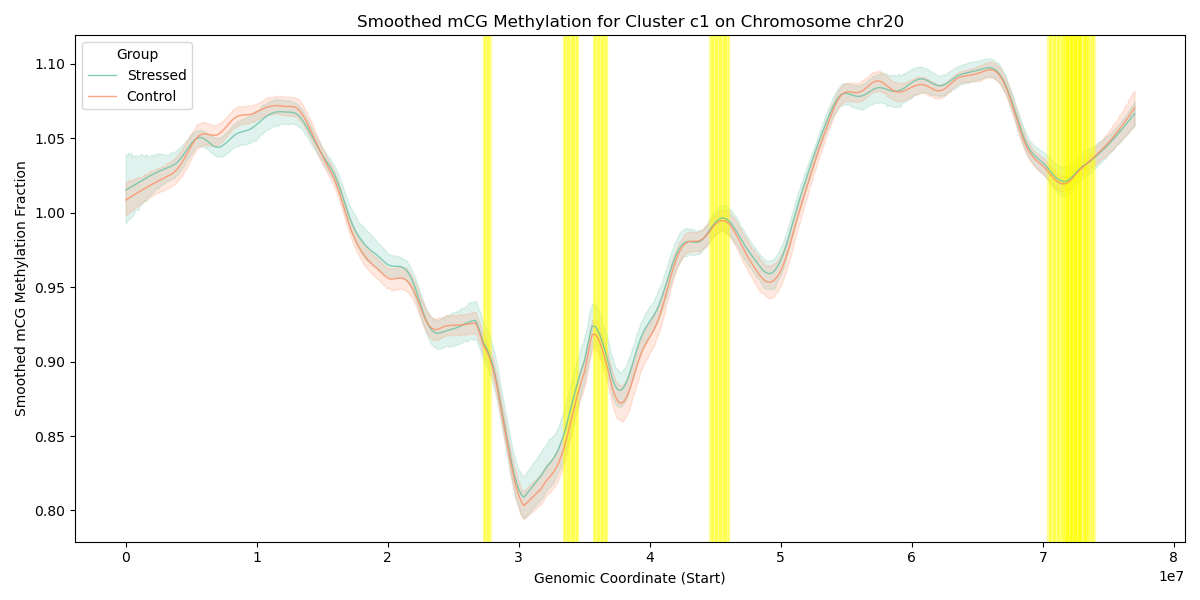 Smoothed mCG Methylation for Cluster c1 on Chromosome chr20
Group
Stressed
Control
Smoothed mCG Methylation Fraction
1.10
1.05
1.00
0.95
0.90
0.85
0.80
0 1 2 3 4 5 6 7 8
1e7
Genomic Coordinate (Start)